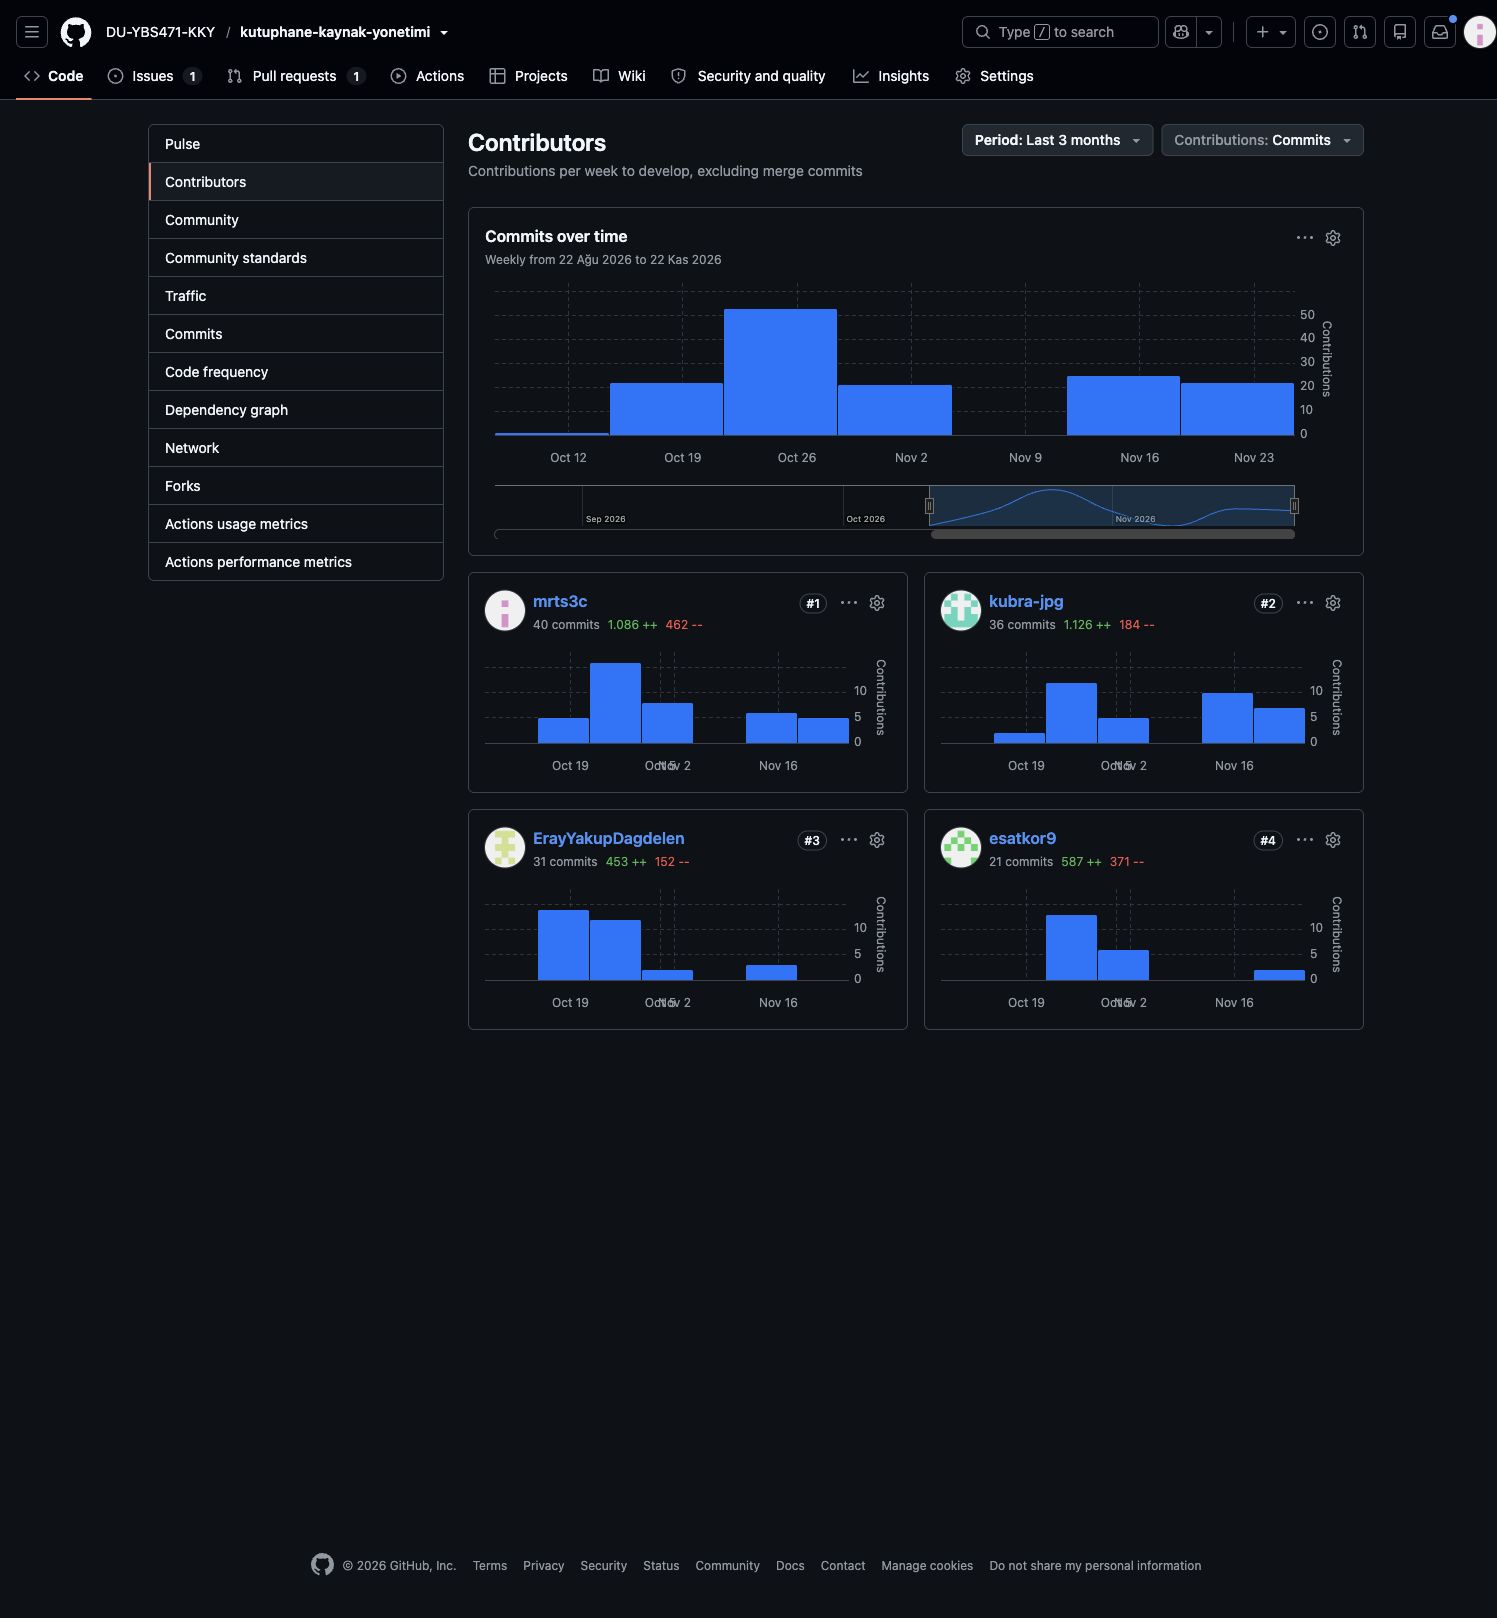 DU-YBS471-KKY / kutuphane-kaynak-yonetimi
Type / to search
Code
Issues 1
Pull requests 1
Actions
Projects
Wiki
Security and quality
Insights
Settings
Pulse
Contributors
Community
Community standards
Traffic
Commits
Code frequency
Dependency graph
Network
Forks
Actions usage metrics
Actions performance metrics
Contributors
Contributions per week to develop, excluding merge commits
Period: Last 3 months
Contributions: Commits
Commits over time
Weekly from 22 Ağu 2026 to 22 Kas 2026
50
40
30
20
10
0
Contributions
Oct 12 Oct 19 Oct 26 Nov 2 Nov 9 Nov 16 Nov 23
Sep 2026 Oct 2026 Nov 2026
mrts3c #1
40 commits 1.086 ++ 462 --
10
5
0
Contributions
Oct 19 Nov 2 Nov 16
kubra-jpg #2
36 commits 1.126 ++ 184 --
10
5
0
Contributions
Oct 19 Nov 2 Nov 16
ErayYakupDagdelen #3
31 commits 453 ++ 152 --
10
5
0
Contributions
Oct 19 Nov 2 Nov 16
esatkor9 #4
21 commits 587 ++ 371 --
10
5
0
Contributions
Oct 19 Nov 2 Nov 16
© 2026 GitHub, Inc. Terms Privacy Security Status Community Docs Contact Manage cookies Do not share my personal information